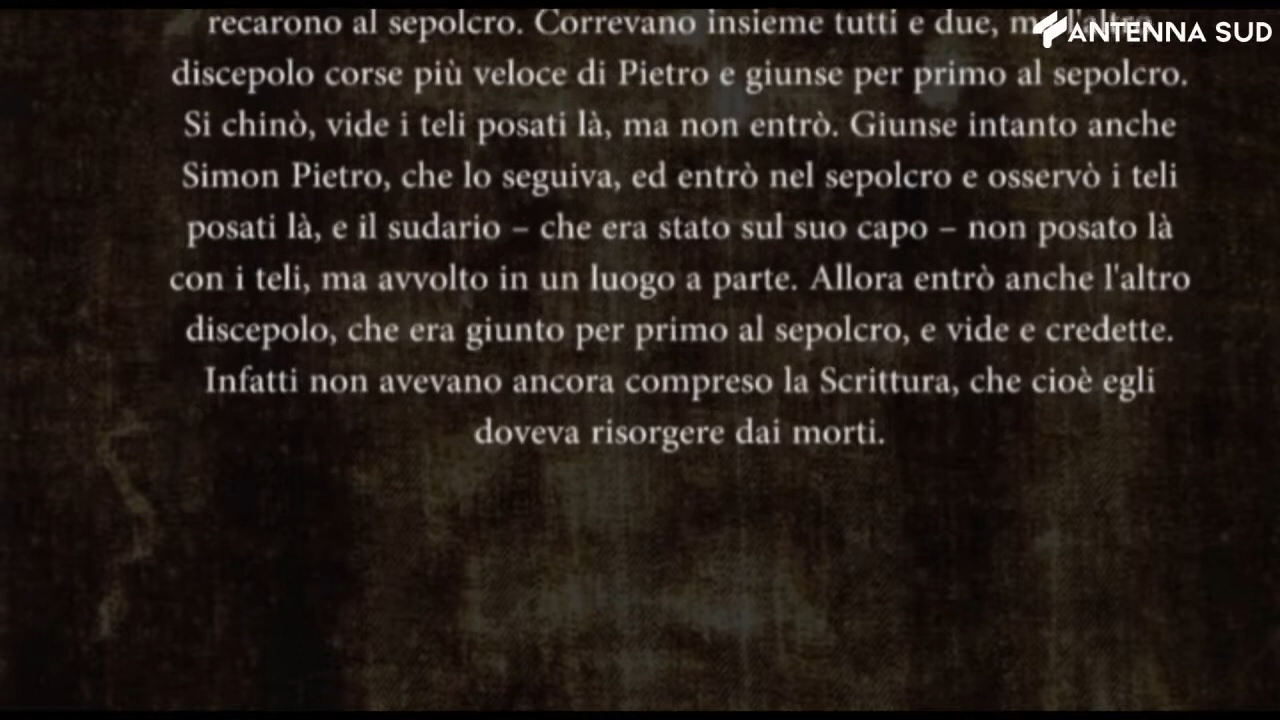 recarono al sepolcro. Correvano insieme tutti e due,
ANTENNA SUD
discepolo corse più veloce di Pietro e giunse per primo al sepolcro.
Si chinò, vide i teli posati là, ma non entrò. Giunse intanto anche
Simon Pietro, che lo seguiva, ed entrò nel sepolcro e osservò i teli
posati là, e il sudario – che era stato sul suo capo – non posato là
con i teli, ma avvolto in un luogo a parte. Allora entrò anche l'altro
discepolo, che era giunto per primo al sepolcro, e vide e credette.
Infatti non avevano ancora compreso la Scrittura, che cioè egli
doveva risorgere dai morti.